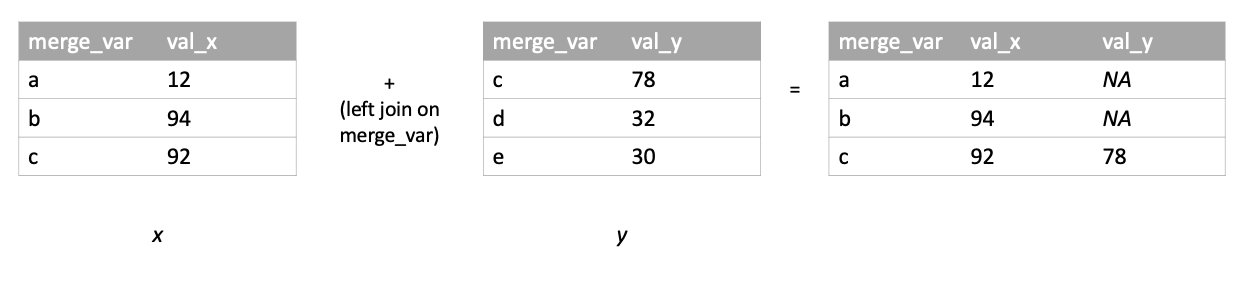 merge_var val_x
a 12
b 94
c 92
x
+
(left join on
merge_var)
merge_var val_y
c 78
d 32
e 30
y
=
merge_var val_x val_y
a 12 NA
b 94 NA
c 92 78